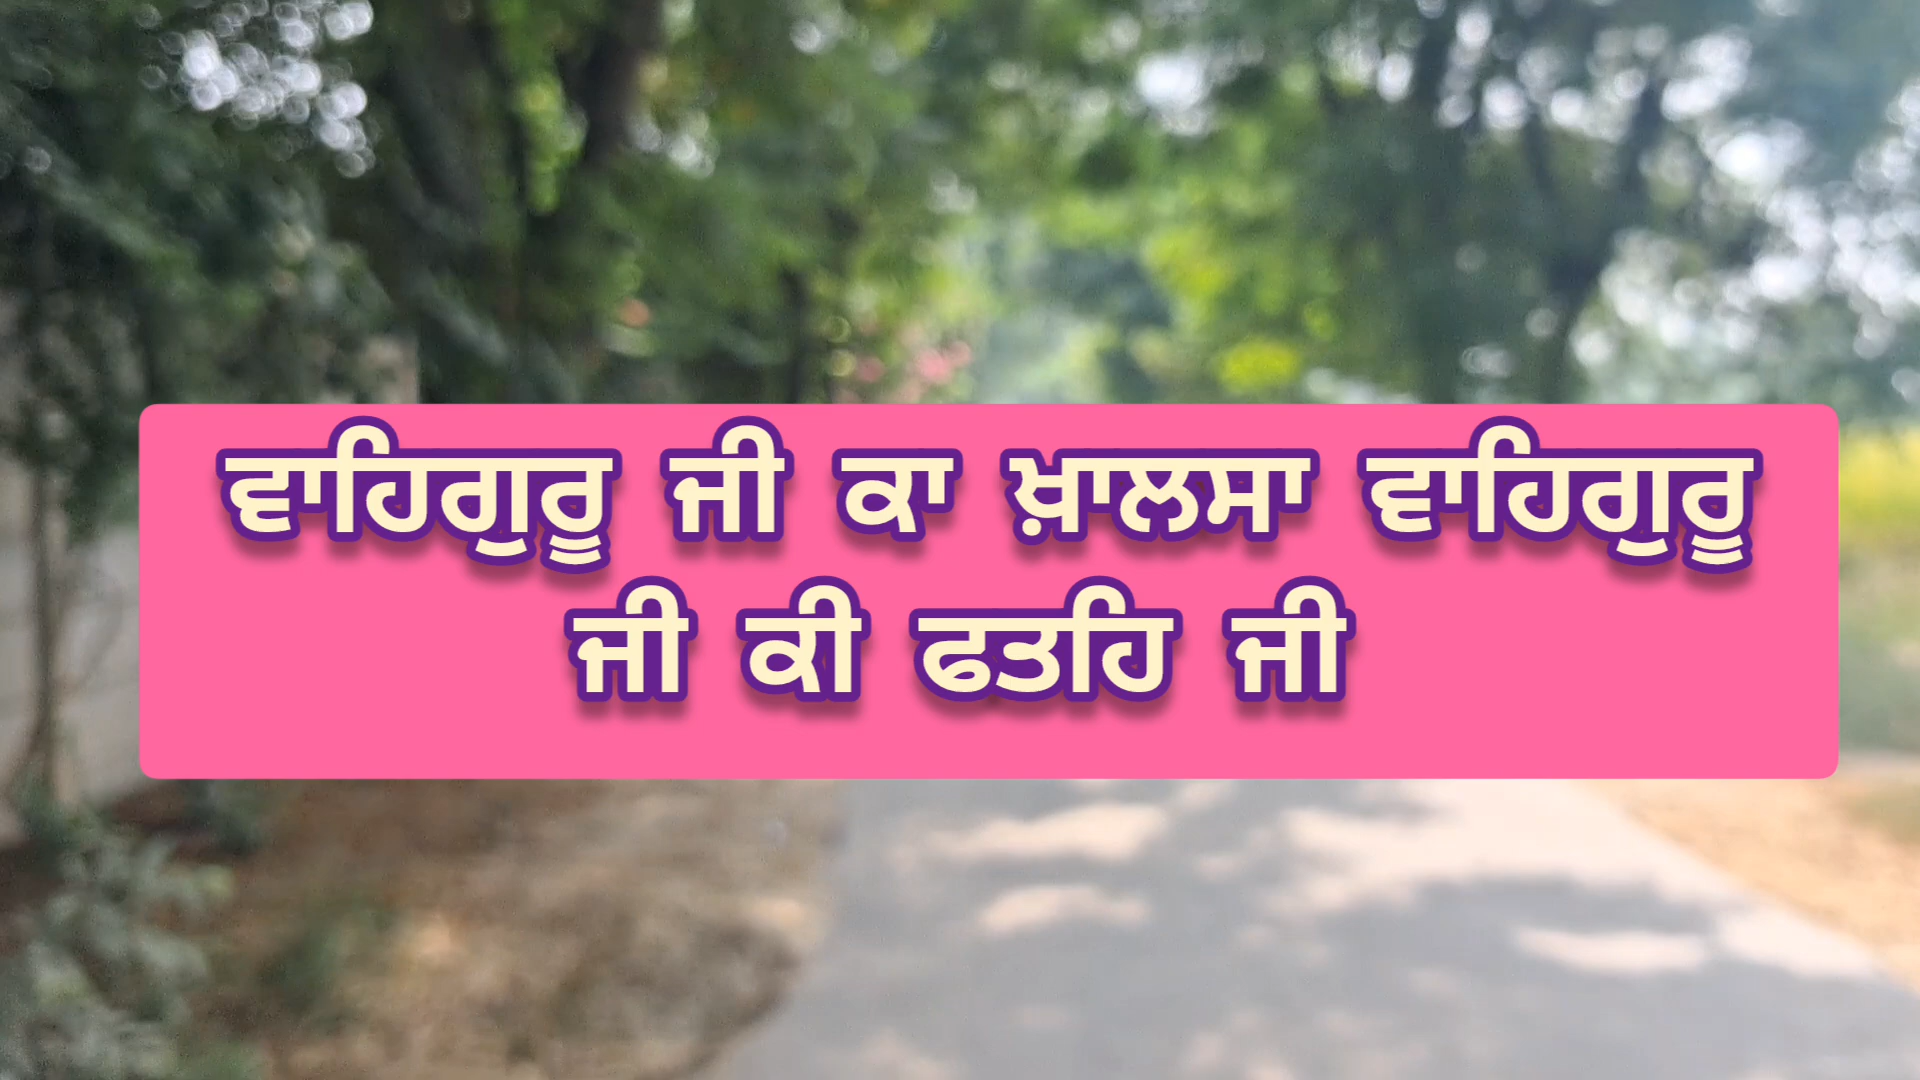 ਵਾਹਿਗੁਰੂ ਜੀ ਕਾ ਖ਼ਾਲਸਾ ਵਾਹਿਗੁਰੂ
ਜੀ ਕੀ ਫਤਹਿ ਜੀ